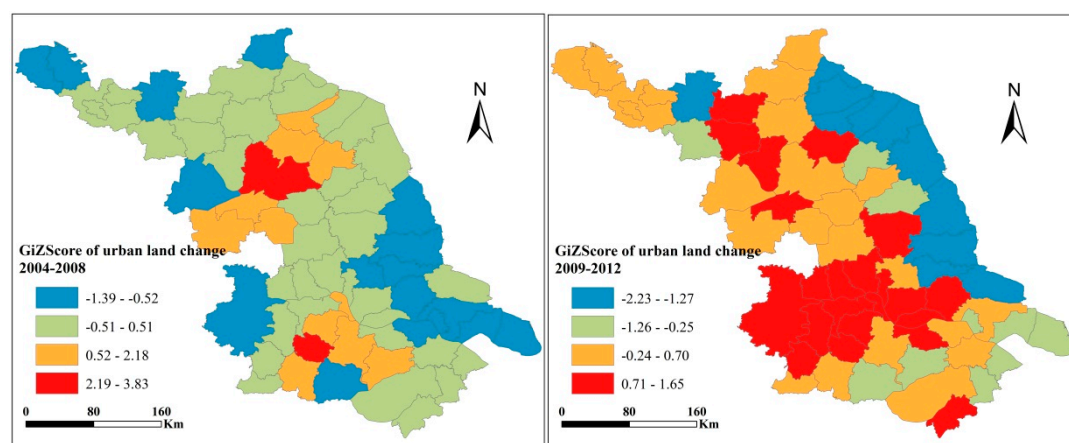 N
GiZScore of urban land change
2004-2008
-1.39 - -0.52
-0.51 - 0.51
0.52 - 2.18
2.19 - 3.83
0 80 160
Km
N
GiZScore of urban land change
2009-2012
-2.23 - -1.27
-1.26 - -0.25
-0.24 - 0.70
0.71 - 1.65
0 80 160
Km